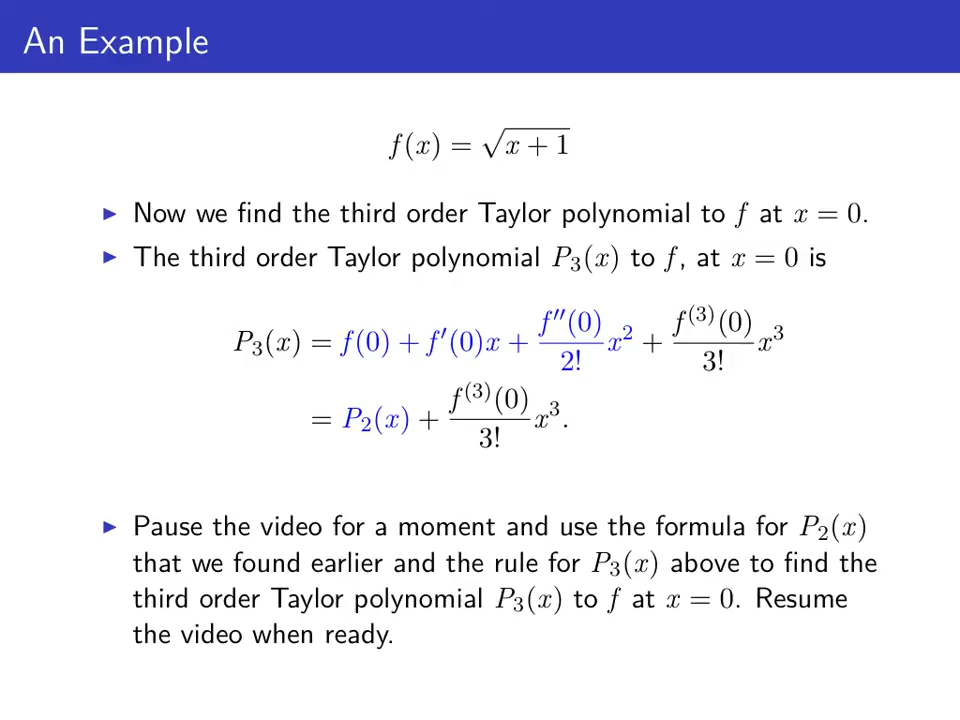 An Example
f(x) = √(x + 1)
▶ Now we find the third order Taylor polynomial to f at x = 0.
▶ The third order Taylor polynomial P₃(x) to f, at x = 0 is
P₃(x) = f(0) + f′(0)x + f″(0)/2! x² + f⁽³⁾(0)/3! x³
= P₂(x) + f⁽³⁾(0)/3! x³.
▶ Pause the video for a moment and use the formula for P₂(x)
that we found earlier and the rule for P₃(x) above to find the
third order Taylor polynomial P₃(x) to f at x = 0. Resume
the video when ready.